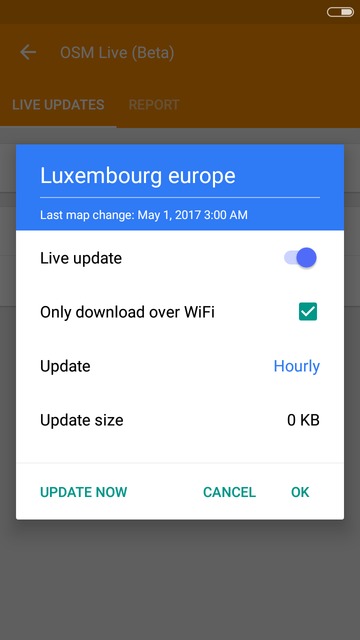 OSM Live (Beta)
LIVE UPDATES REPORT
Luxembourg europe
Last map change: May 1, 2017 3:00 AM
Live update
Only download over WiFi
Update Hourly
Update size 0 KB
UPDATE NOW CANCEL OK